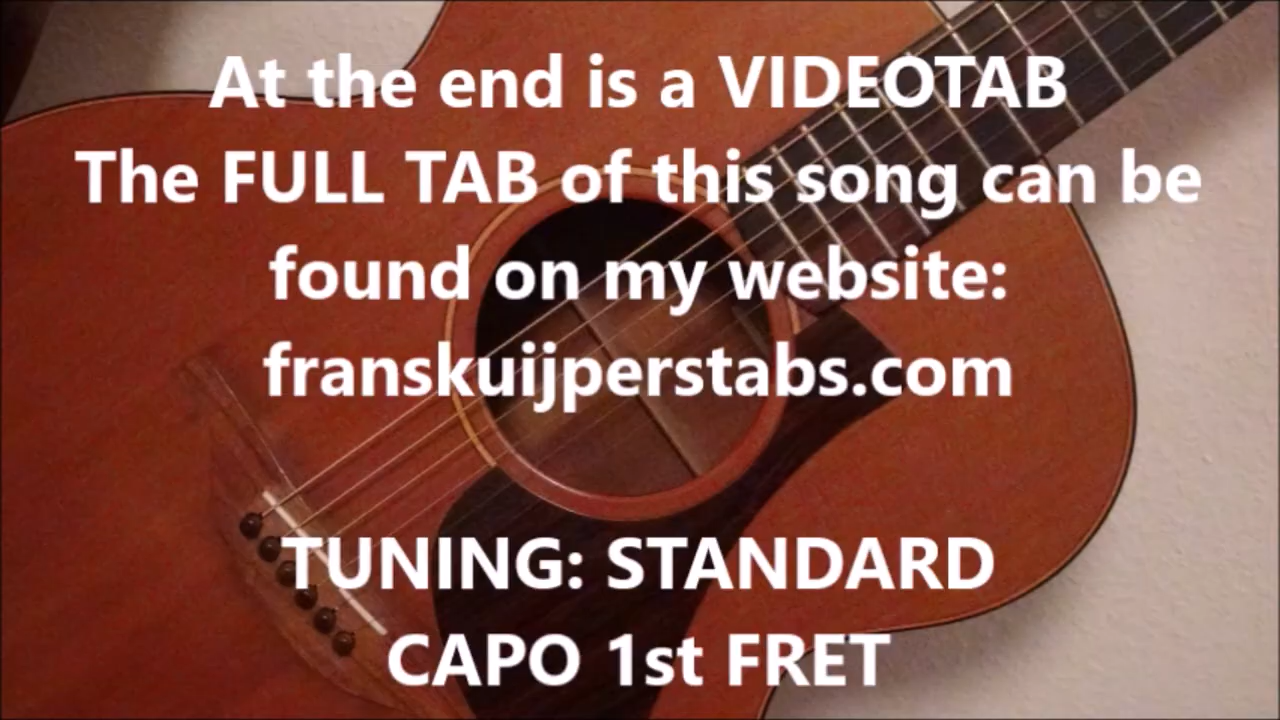 At the end is a VIDEOTAB
The FULL TAB of this song can be
found on my website:
franskuijperstabs.com
TUNING: STANDARD
CAPO 1st FRET